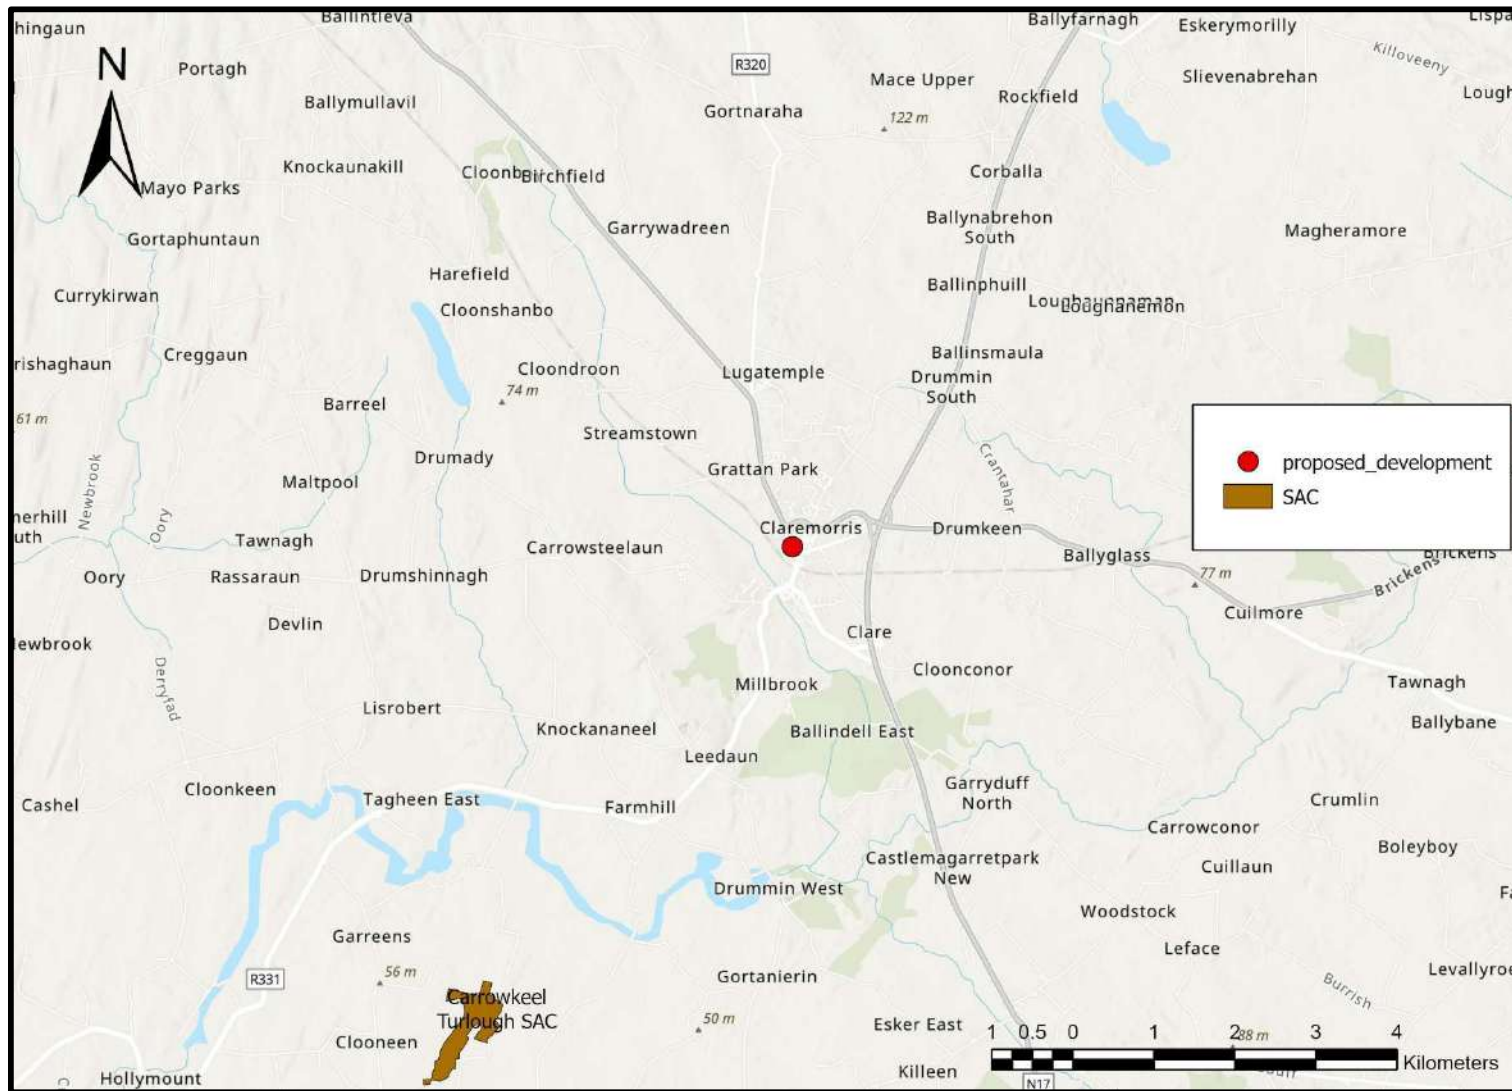 Ballintleva
Ballyfarnagh
Eskerymorilly
hingaun
N
Portagh
R320
Mace Upper
Killoveeny
Slievenabrehan
Ballymullavil
Gortnaraha
Rockfield
122 m
Knockaunakill
Birchfield
Corballa
Mayo Parks
Garrywadreen
Ballynabrehon
South
Magheramore
Gortaphuntaun
Harefield
Currykirwan
Cloonshanbo
Ballinphuill
Loughanemon
rishaghaun
Creggaun
Cloondroon
Lugatemple
Ballinsmaula
Drummin
South
74 m
61 m
Barreel
Streamstown
Drumady
Grattan Park
Crantahar
proposed_development
SAC
Maltpool
Newbrook
Oory
nerhill
uth
Tawnagh
Carrowsteelaun
Claremorris
Drumkeen
Ballyglass
Brickens
Brickens
Oory
Rassaraun
Drumshinnagh
77 m
Cuilmore
Devlin
Clare
lewbrook
Derryfad
Millbrook
Cloonconor
Tawnagh
Lisrobert
Knockananeel
Ballindell East
Ballybane
Leedaun
Cloonkeen
Tagheen East
Farmhill
Garryduff
North
Crumlin
Cashel
Carrowconor
Boleyboy
Castlemagarretpark
New
Cuillaun
Drummin West
Woodstock
Garreens
Leface
R331
56 m
Gortanierin
Levallyroe
Burrish
Carrowkeel
Turlough SAC
50 m
Esker East
Clooneen
1 0.5 0 1 2 3 4
Kilometers
88 m
Hollymount
Killeen
N17